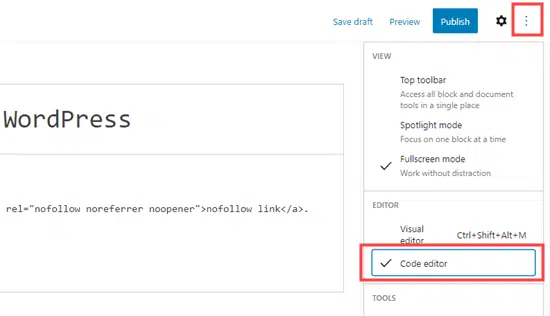 Save draft Preview Publish
VIEW
Top toolbar
Access all block and document
tools in a single place
WordPress
Spotlight mode
Focus on one block at a time
Fullscreen mode
Work without distraction
rel="nofollow noreferrer noopener">nofollow link</a>.
EDITOR
Visual
editor
Ctrl+Shift+Alt+M
Code editor
TOOLS